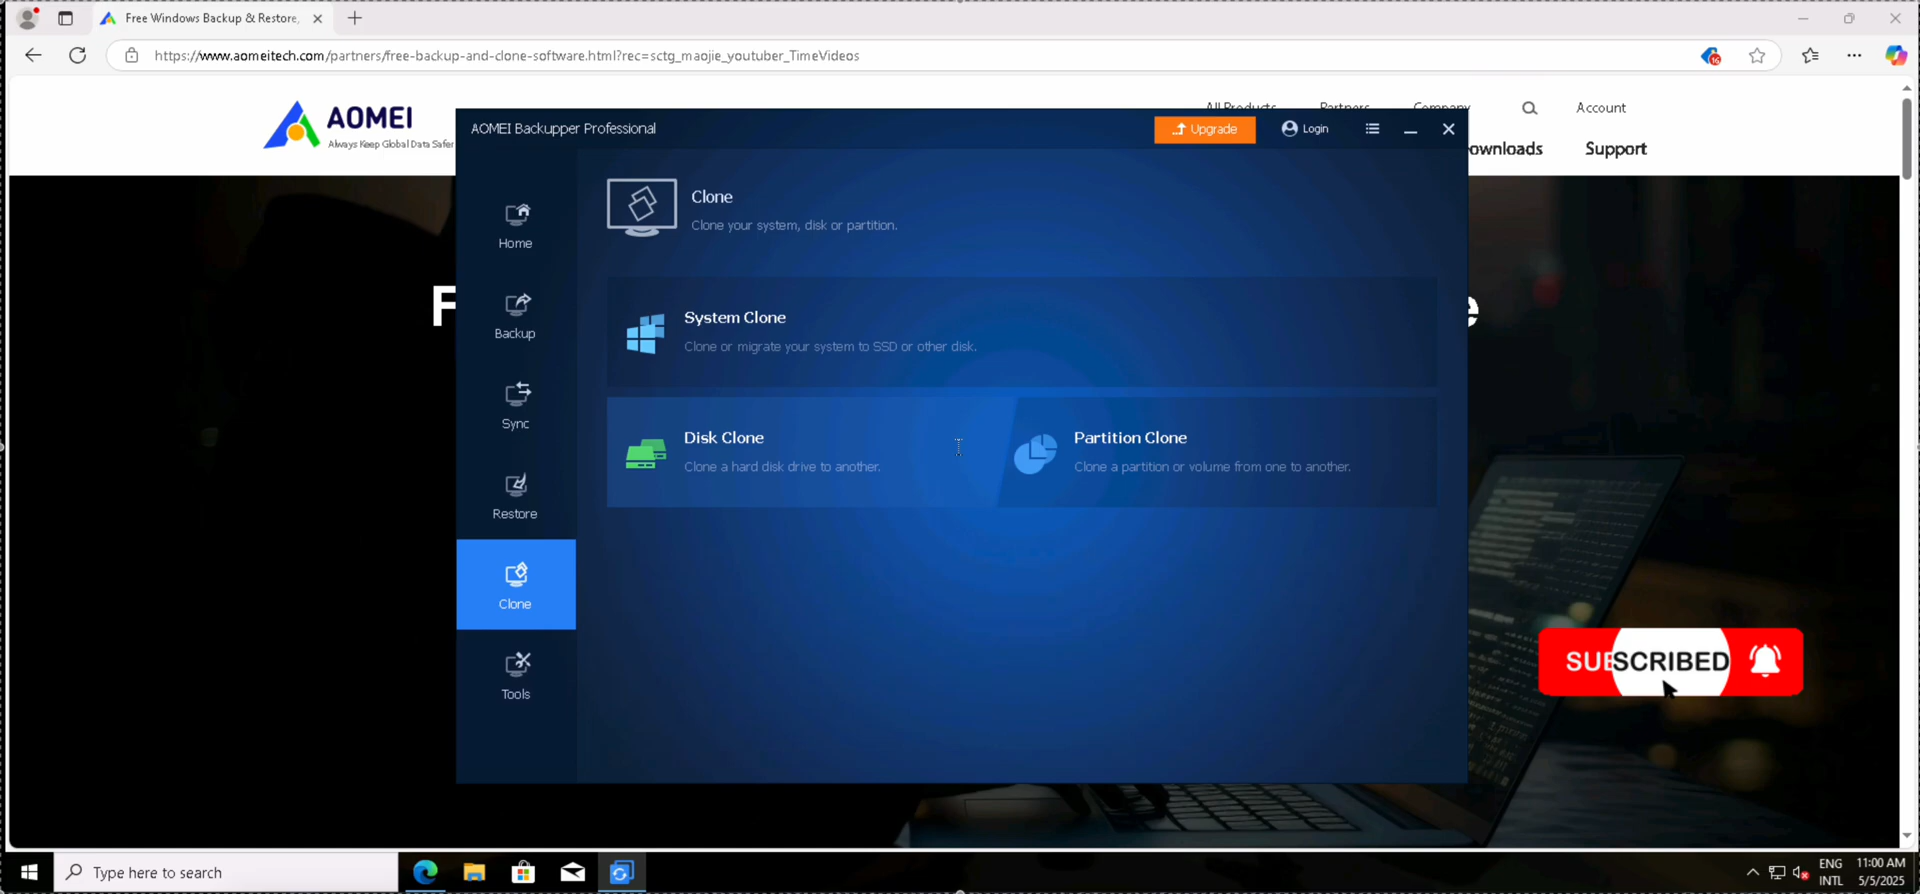 Free Windows Backup & Restore,
https://www.aomeitech.com/partners/free-backup-and-clone-software.html?rec=sctg_maojie_youtuber_TimeVideos
16
AOMEI
Always Keep Global Data Safer
All Products
Partners
Company
Account
ownloads
Support
F
e
AOMEI Backupper Professional
Upgrade
Login
Home
Backup
Sync
Restore
Clone
Tools
Clone
Clone your system, disk or partition.
System Clone
Clone or migrate your system to SSD or other disk.
Disk Clone
Clone a hard disk drive to another.
Partition Clone
Clone a partition or volume from one to another.
SUBSCRIBED
Type here to search
ENG
INTL
11:00 AM
5/5/2025